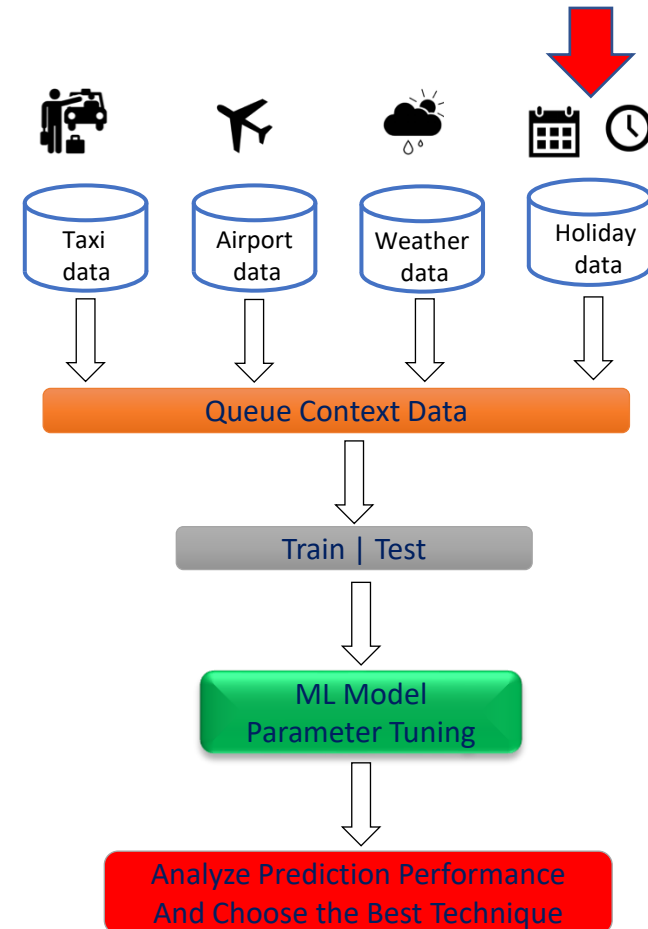 Taxi
data
Airport
data
Weather
data
Holiday
data
Queue Context Data
Train | Test
ML Model
Parameter Tuning
Analyze Prediction Performance
And Choose the Best Technique